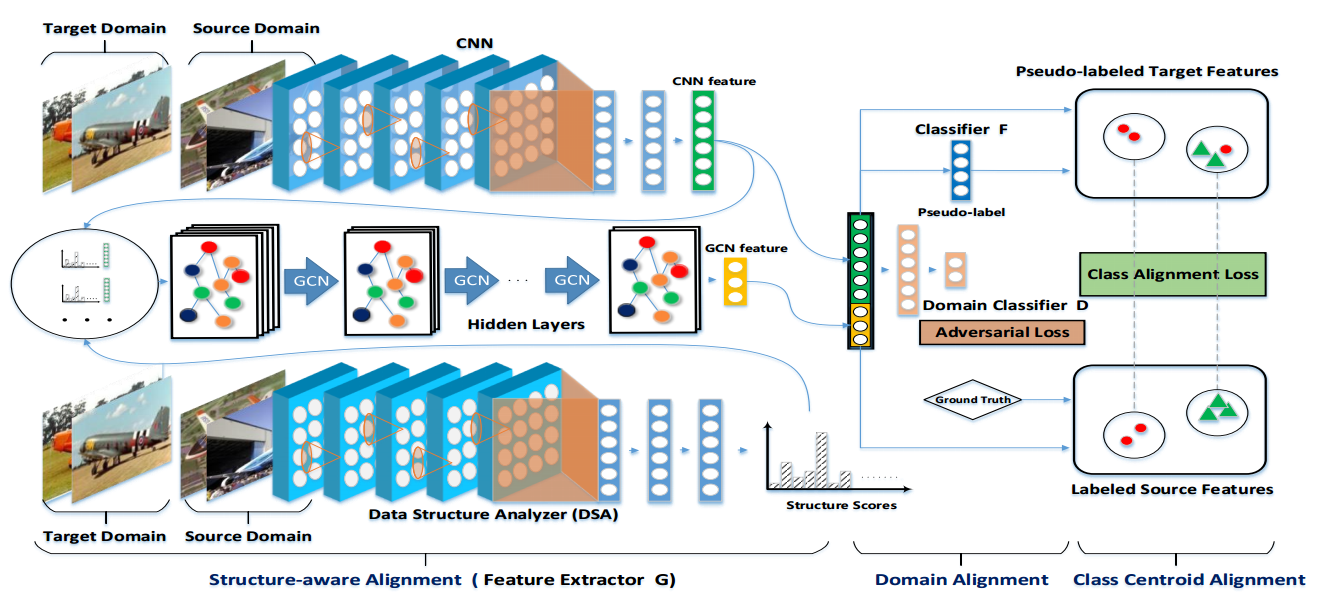 Target Domain
Source Domain
CNN
CNN feature
Pseudo-labeled Target Features
Classifier F
Pseudo-label
GCN
GCN
. . .
GCN
GCN feature
Hidden Layers
Class Alignment Loss
Domain Classifier D
Adversarial Loss
Ground Truth
Data Structure Analyzer (DSA)
Structure Scores
Labeled Source Features
Target Domain
Source Domain
Structure-aware Alignment ( Feature Extractor G)
Domain Alignment
Class Centroid Alignment